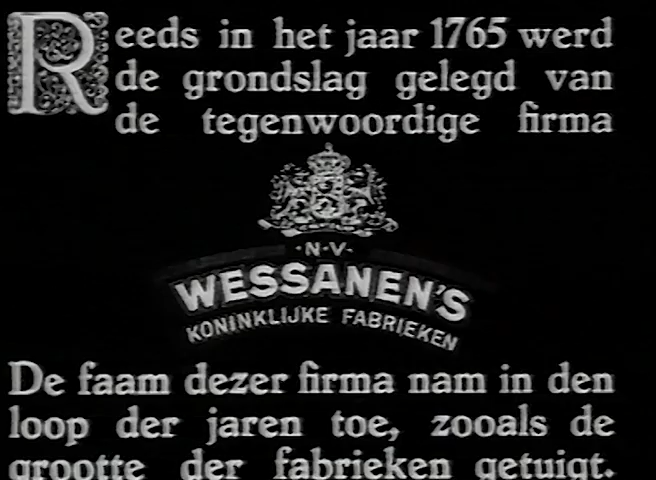 Reeds in het jaar 1765 werd
de grondslag gelegd van
de tegenwoordige firma
·N·V·
WESSANEN'S
KONINKLIJKE FABRIEKEN
De faam dezer firma nam in den
loop der jaren toe, zooals de
grootte der fabrieken getuigt.